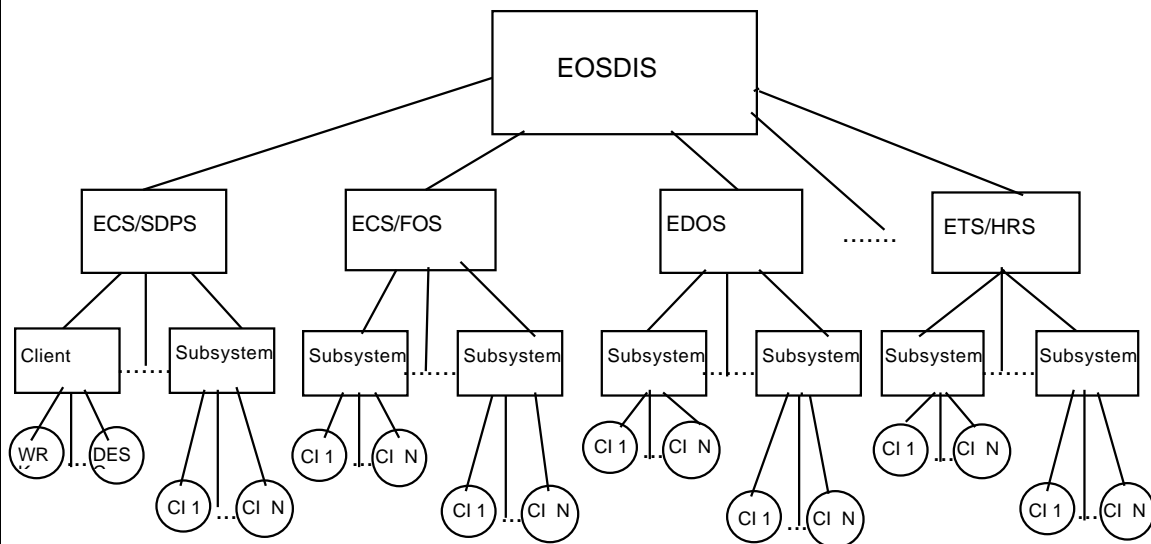 EOSDIS
ECS/SDPS
ECS/FOS
EDOS
.......
ETS/HRS
Client
.......
Subsystem
Subsystem
.......
Subsystem
Subsystem
.......
Subsystem
Subsystem
.......
Subsystem
WR
...
DES
CI 1
...
CI N
CI 1
...
CI N
CI 1
...
CI N
CI 1
...
CI N
CI 1
...
CI N
CI 1
...
CI N
CI 1
...
CI N